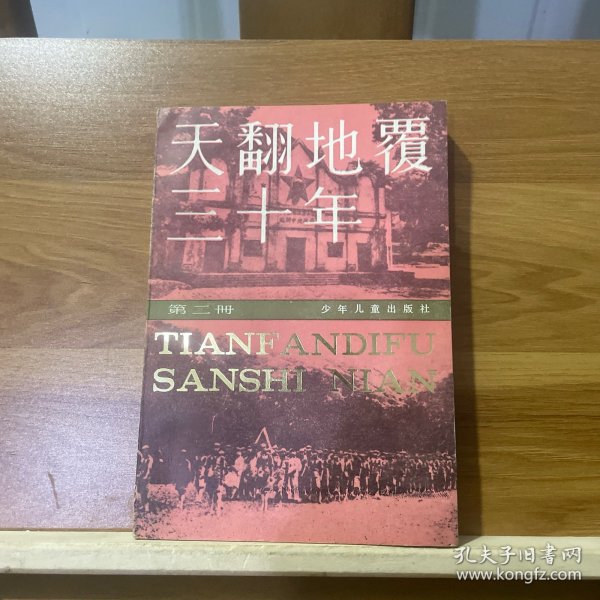 天翻地覆
三十年
第二冊 少年儿童出版社
TIANFANDIFU
SANSHI NIAN
孔夫子旧书网
www.kongfz.com